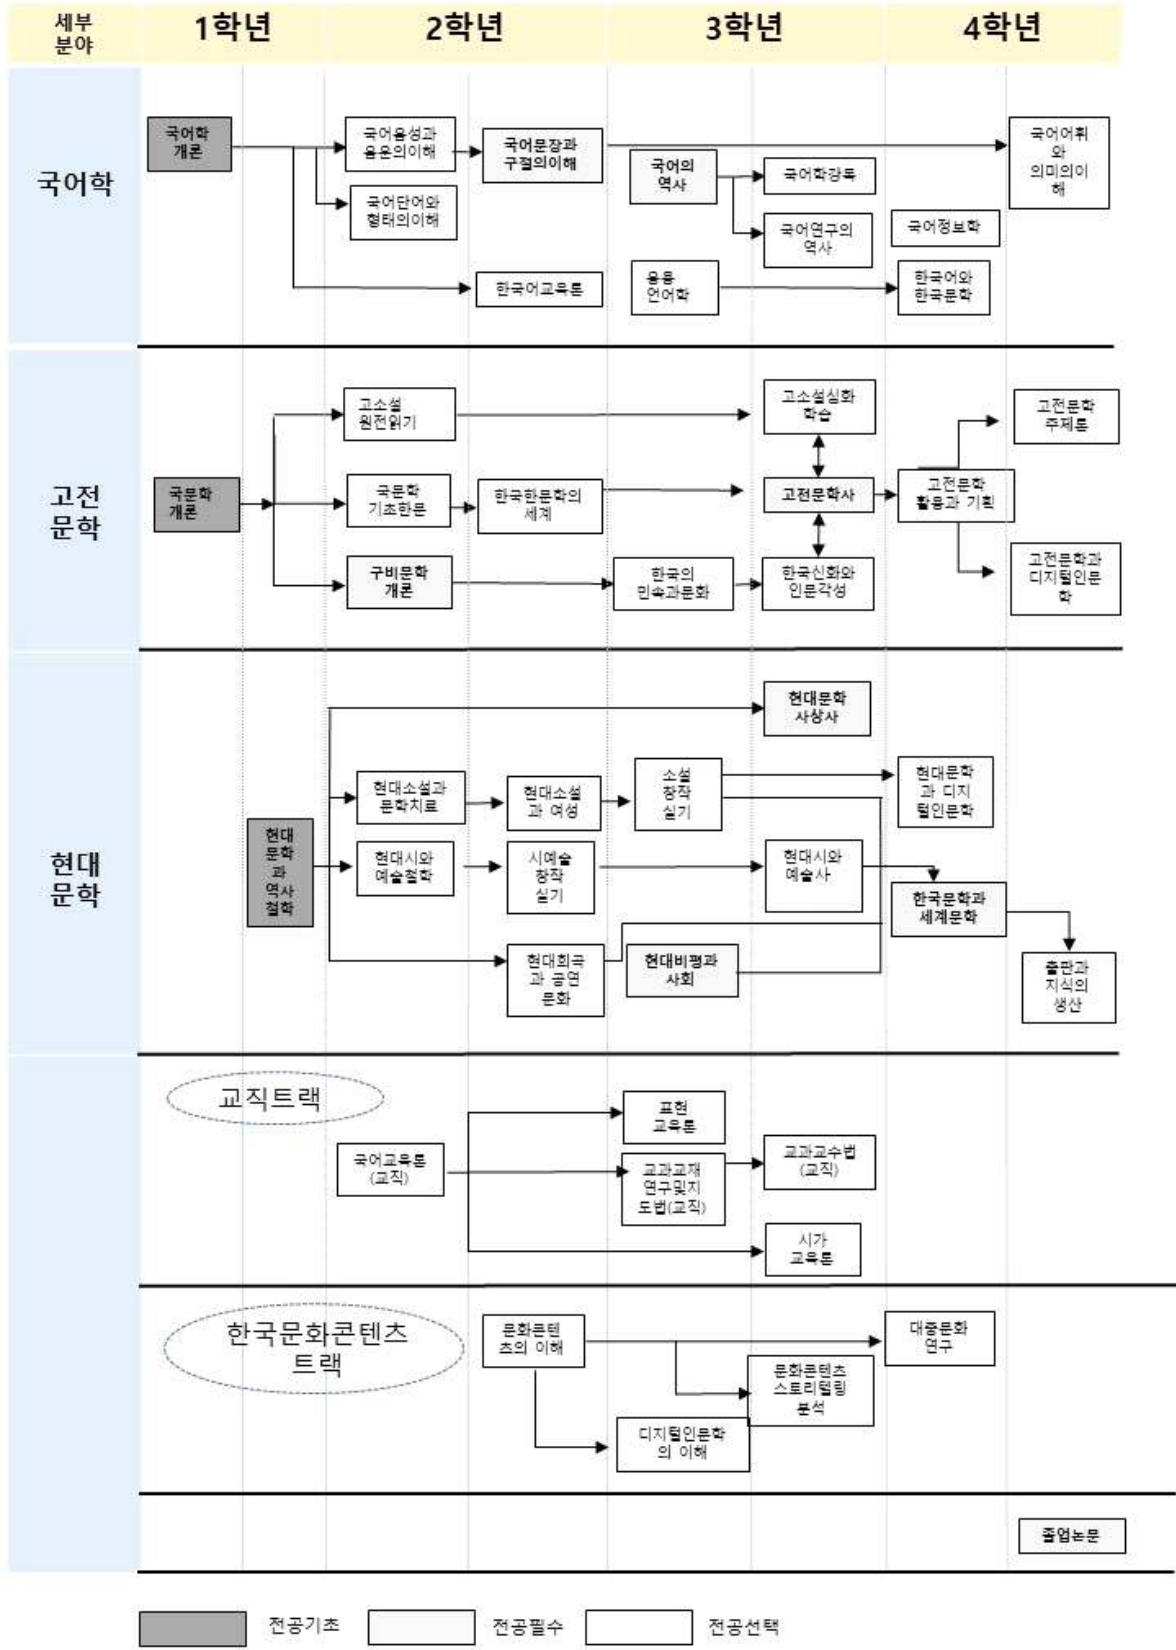 세부
분야
1학년
2학년
3학년
4학년
국어학
국어학
개론
국어음성과
음운의이해
국어문장과
구절의이해
국어단어와
형태의이해
한국어교육론
국어의
역사
국어학강독
국어연구의
역사
응용
언어학
국어어휘
와
의미의이
해
국어정보학
한국어와
한국문학
고전
문학
국문학
개론
고소설
원전읽기
국문학
기초한문
한국한문학의
세계
구비문학
개론
한국의
민속과문화
고소설심화
학습
고전문학사
한국신화와
인문각성
고전문학
활용과 기획
고전문학
주제론
고전문학과
디지털인문
학
현대
문학
현대
문학
과
역사
철학
현대문학
사상사
현대소설과
문학치료
현대소설
과 여성
소설
창작
실기
현대문학
과 디지
털인문학
현대시와
예술철학
시예술
창작
실기
현대시와
예술사
한국문학과
세계문학
현대희곡
과 공연
문화
현대비평과
사회
출판과
지식의
생산
교직트랙
국어교육론
(교직)
표현
교육론
교과교재
연구및지
도법(교직)
교과교수법
(교직)
시가
교육론
한국문화콘텐츠
트랙
문화콘텐
츠의 이해
대중문화
연구
문화콘텐츠
스토리텔링
분석
디지털인문학
의 이해
졸업논문
전공기초
전공필수
전공선택